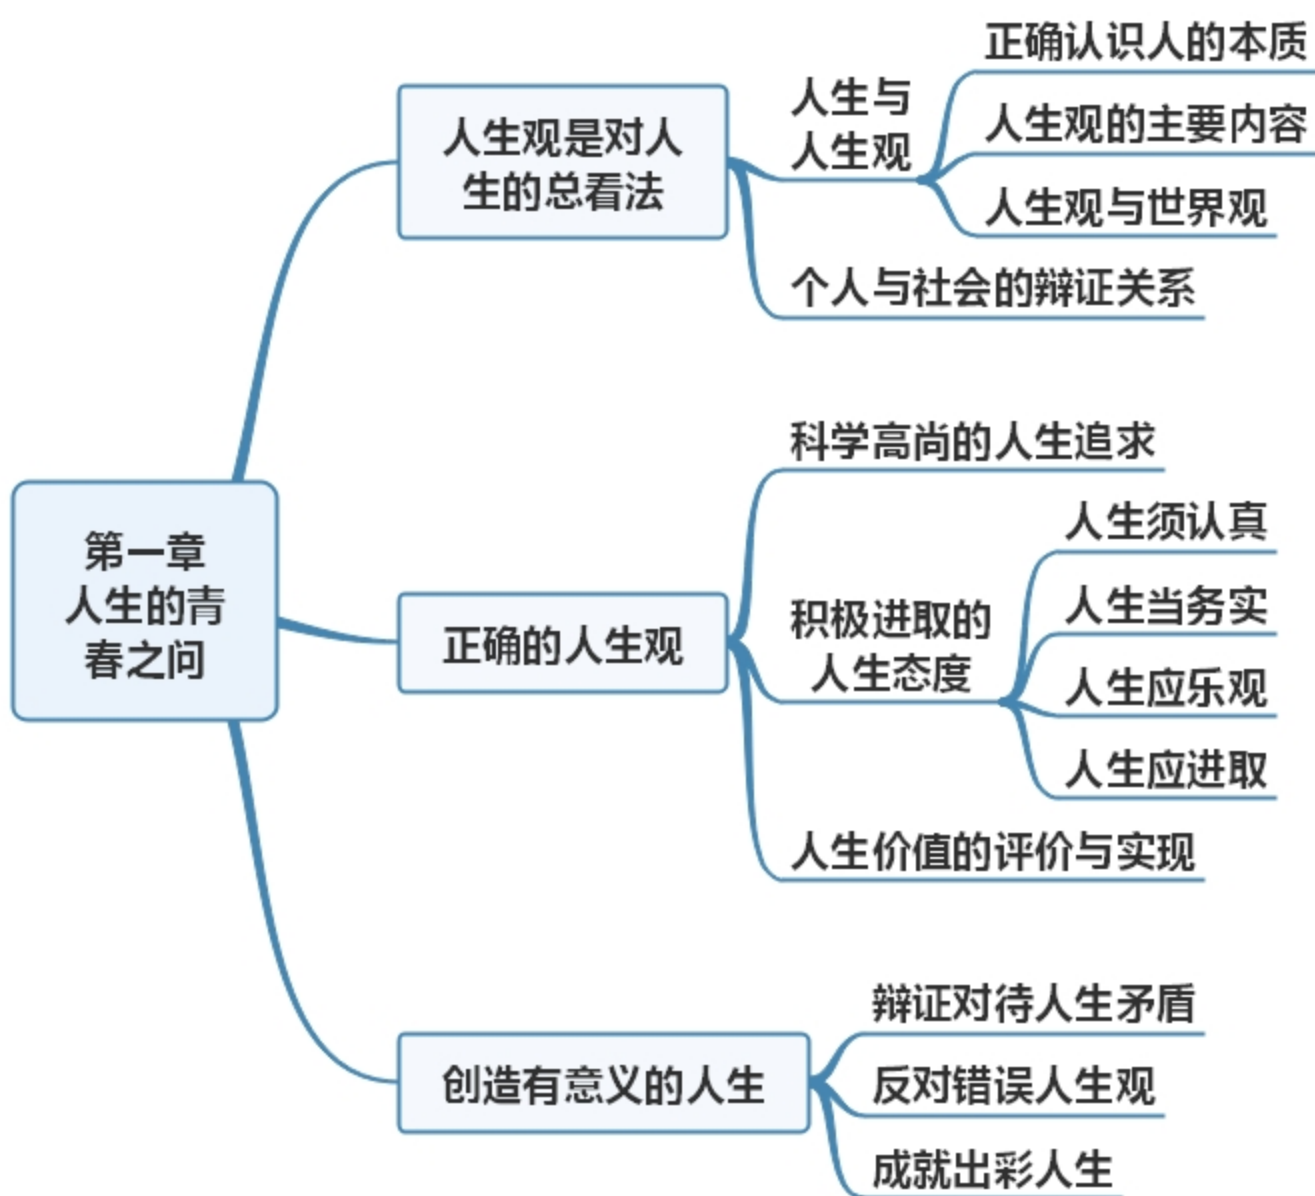 第一章
人生的青
春之问
人生观是对人
生的总看法
人生与
人生观
正确认识人的本质
人生观的主要内容
人生观与世界观
个人与社会的辩证关系
正确的人生观
科学高尚的人生追求
积极进取的
人生态度
人生须认真
人生当务实
人生应乐观
人生应进取
人生价值的评价与实现
创造有意义的人生
辩证对待人生矛盾
反对错误人生观
成就出彩人生